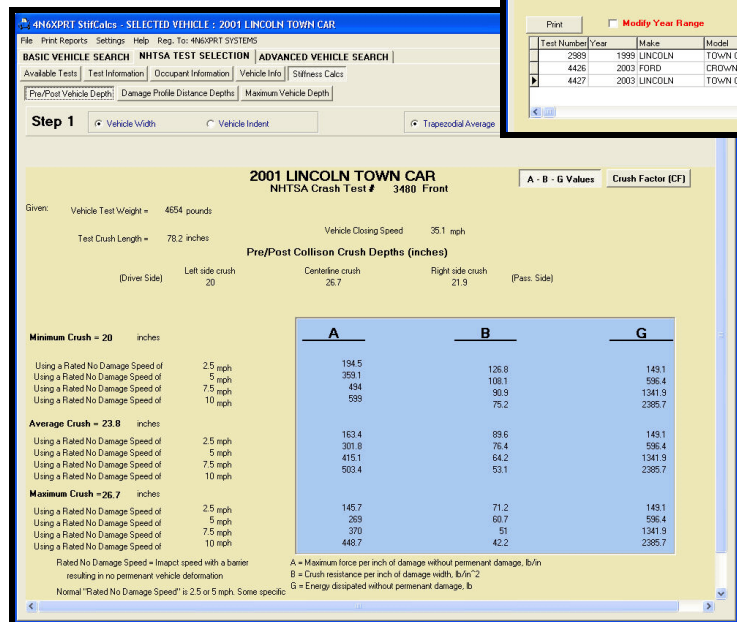 4N6XPRT StifCalcs - SELECTED VEHICLE : 2001 LINCOLN TOWN CAR
File Print Reports Settings Help Reg. To: 4N6XPRT SYSTEMS
BASIC VEHICLE SEARCH NHTSA TEST SELECTION ADVANCED VEHICLE SEARCH
Available Tests Test Information Occupant Information Vehicle Info Stiffness Calcs
Pre/Post Vehicle Depth Damage Profile Distance Depths Maximum Vehicle Depth
Step 1 Vehicle Width Vehicle Indent Trapezodial Average
Print Modify Year Range
Test Number Year Make Model
2989 1999 LINCOLN TOWN C
4426 2003 FORD CROWN
4427 2003 LINCOLN TOWN C
2001 LINCOLN TOWN CAR
NHTSA Crash Test # 3480 Front
A - B - G Values Crush Factor (CF)
Given: Vehicle Test Weight = 4654 pounds
Vehicle Closing Speed 35.1 mph
Test Crush Length = 78.2 inches
Pre/Post Collison Crush Depths (inches)
Left side crush Centerline crush Right side crush
(Driver Side) 20 26.7 21.9 (Pass. Side)
A B G
Minimum Crush = 20 inches
Using a Rated No Damage Speed of 2.5 mph 194.5 126.8 149.1
Using a Rated No Damage Speed of 5 mph 359.1 108.1 596.4
Using a Rated No Damage Speed of 7.5 mph 494 90.9 1341.9
Using a Rated No Damage Speed of 10 mph 599 75.2 2385.7
Average Crush = 23.8 inches
Using a Rated No Damage Speed of 2.5 mph 163.4 89.6 149.1
Using a Rated No Damage Speed of 5 mph 301.8 76.4 596.4
Using a Rated No Damage Speed of 7.5 mph 415.1 64.2 1341.9
Using a Rated No Damage Speed of 10 mph 503.4 53.1 2385.7
Maximum Crush = 26.7 inches
Using a Rated No Damage Speed of 2.5 mph 145.7 71.2 149.1
Using a Rated No Damage Speed of 5 mph 269 60.7 596.4
Using a Rated No Damage Speed of 7.5 mph 370 51 1341.9
Using a Rated No Damage Speed of 10 mph 448.7 42.2 2385.7
Rated No Damage Speed = Imapct speed with a barrier
resulting in no permenant vehicle deformation
Normal "Rated No Damage Speed" is 2.5 or 5 mph. Some specific
A = Maximum force per inch of damage without permenant damage, lb/in
B = Crush resistance per inch of damage width, lb/in^2
G = Energy dissipated without permenant damage, lb